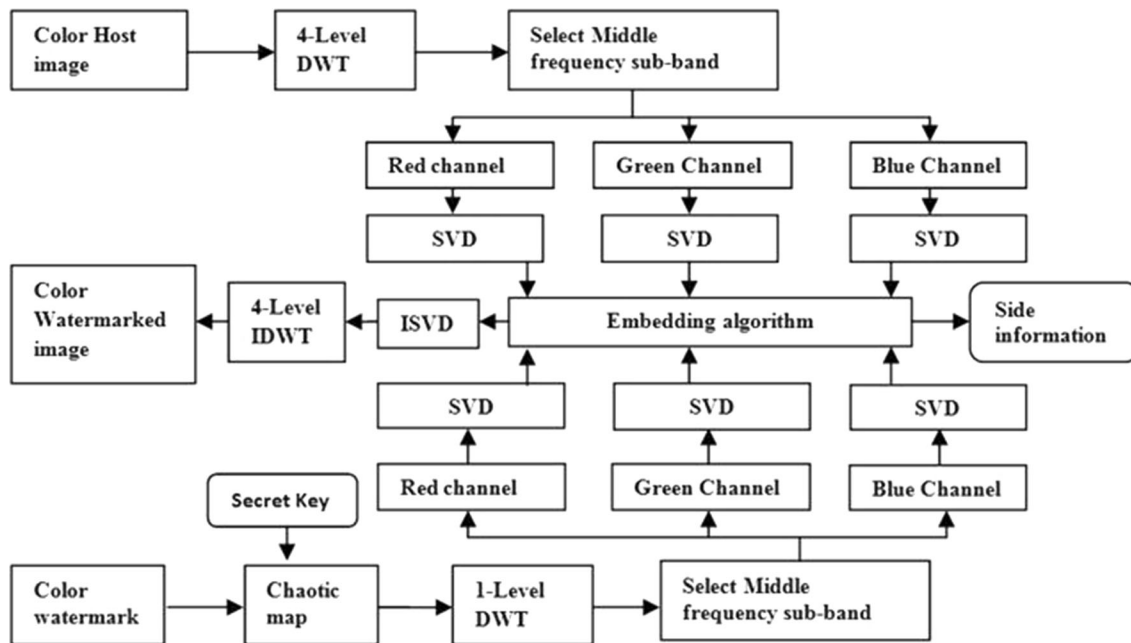 Color Host
image
4-Level
DWT
Select Middle
frequency sub-band
Red channel
Green Channel
Blue Channel
SVD
SVD
SVD
Color
Watermarked
image
4-Level
IDWT
ISVD
Embedding algorithm
Side
information
SVD
SVD
SVD
Red channel
Green Channel
Blue Channel
Secret Key
Color
watermark
Chaotic
map
1-Level
DWT
Select Middle
frequency sub-band